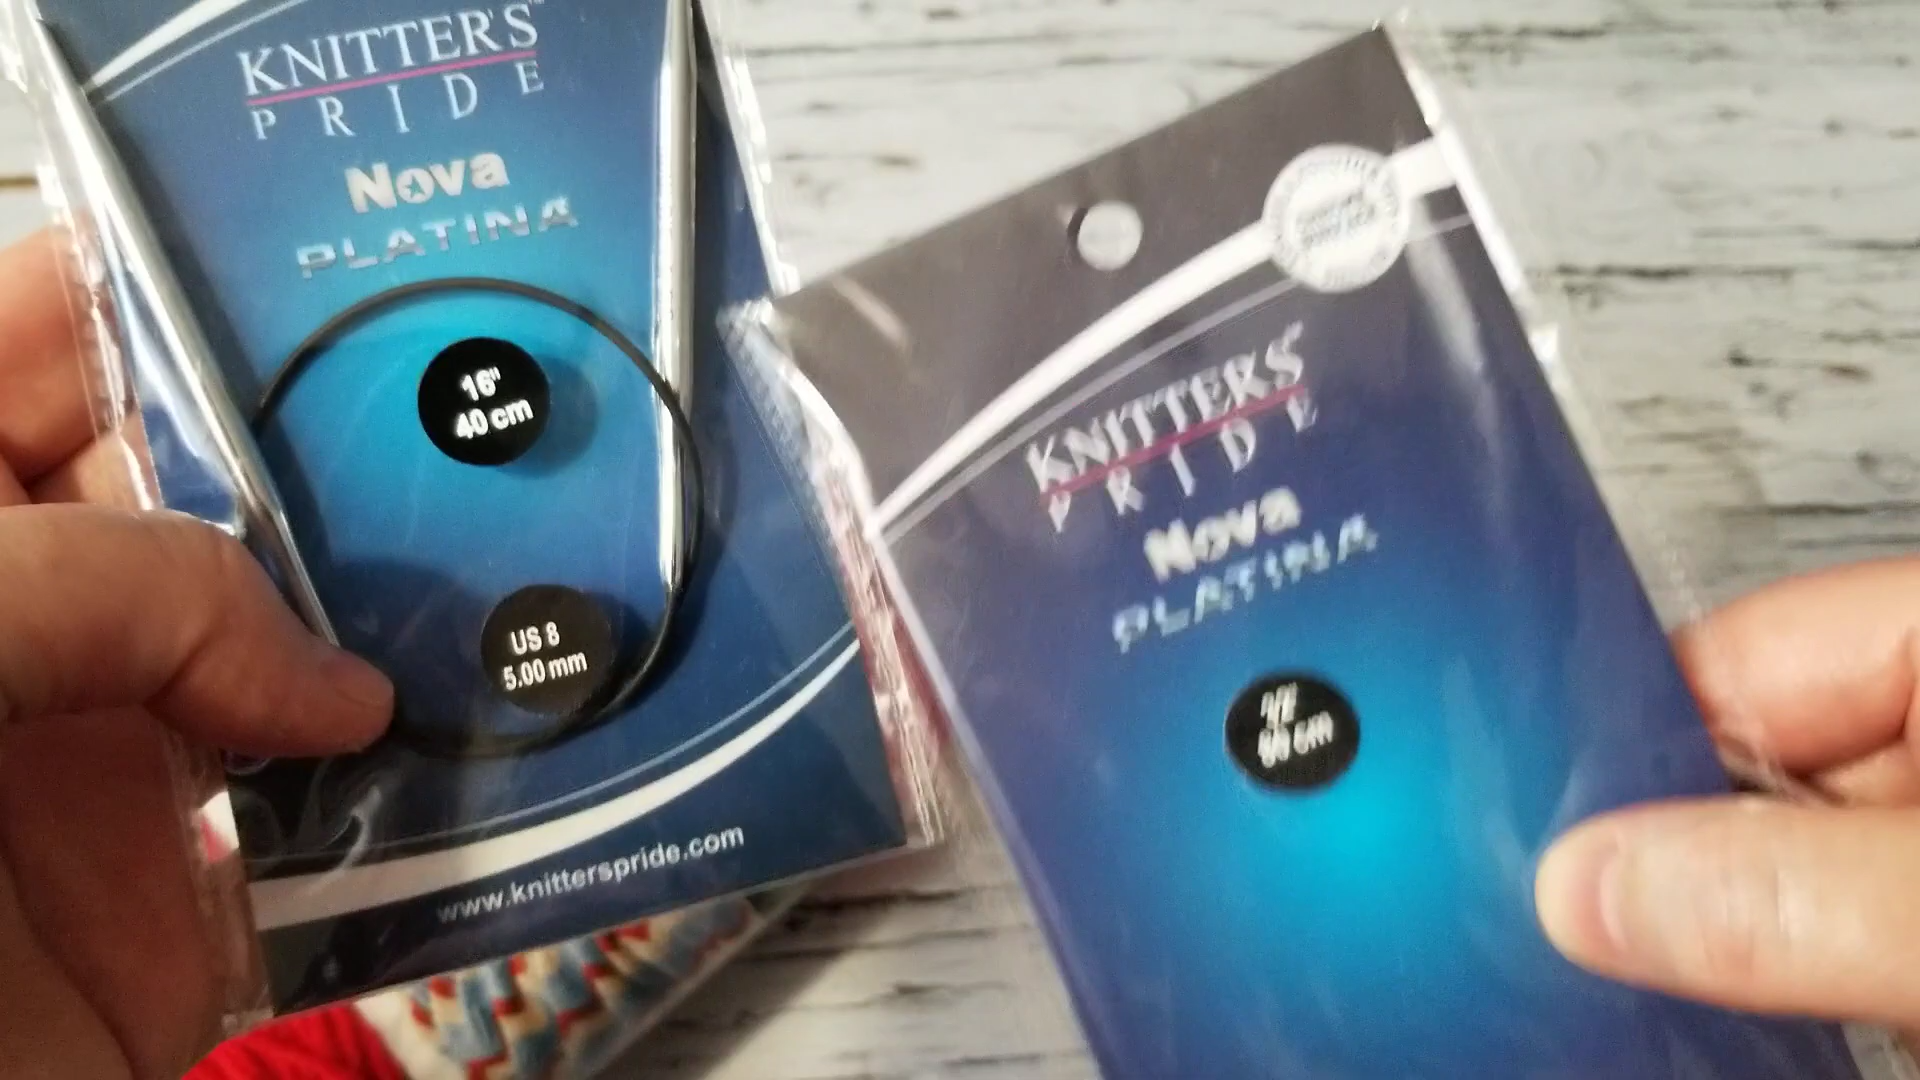 KNITTER'S
PRIDE
Nova
PLATINA
16"
40 cm
US 8
5.00 mm
www.knitterspride.com
KNITTER'S
PRIDE
Nova
PLATINA
cm